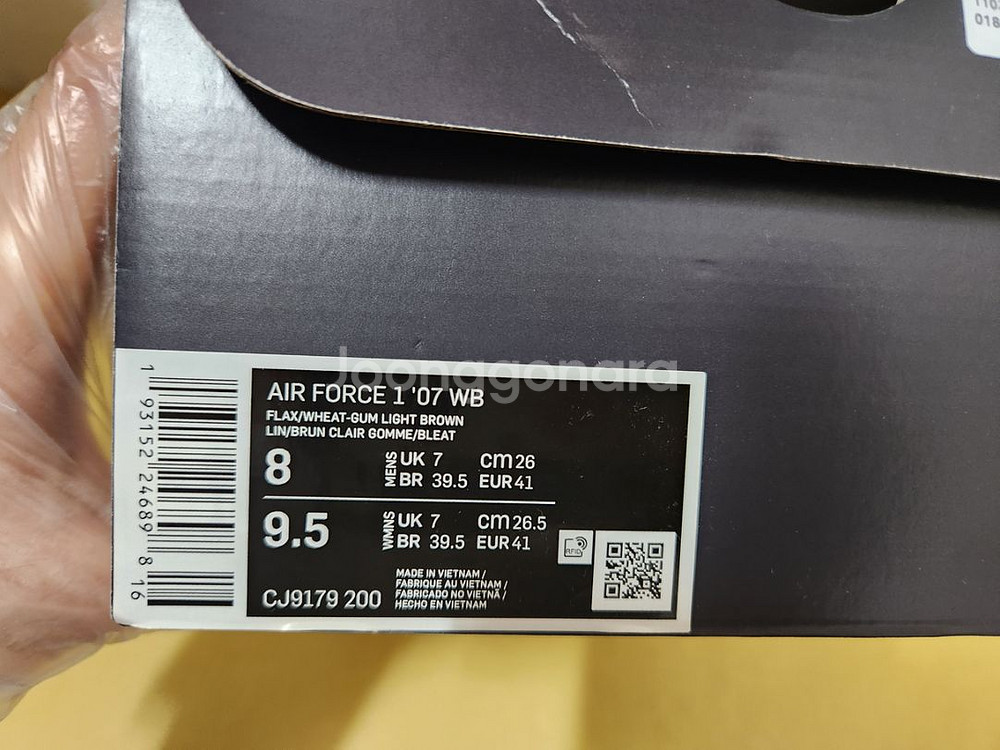 018
Joonggonara
AIR FORCE 1 '07 WB
FLAX/WHEAT-GUM LIGHT BROWN
LIN/BRUN CLAIR GOMME/BLEAT
8 MENS UK 7 cm 26
BR 39.5 EUR 41
9.5 WMNS UK 7 cm 26.5
BR 39.5 EUR 41
RFID
CJ9179 200
MADE IN VIETNAM /
FABRIQUE AU VIETNAM /
FABRICADO NO VIETNÃ /
HECHO EN VIETNAM
1 93152 24689 8 16